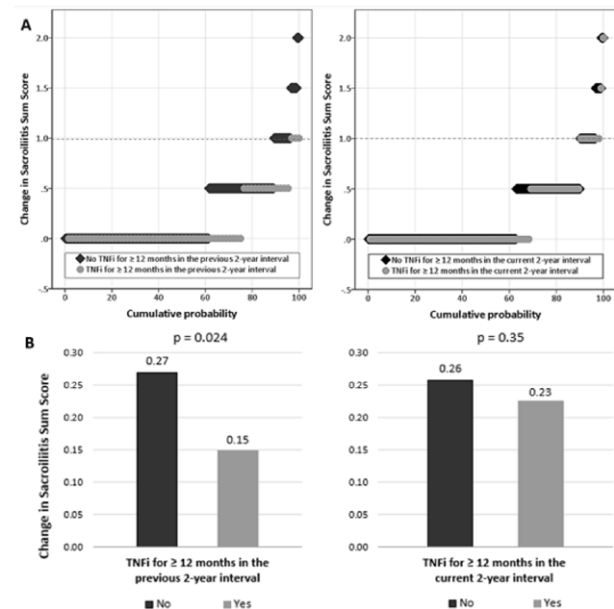 A
Change in Sacroiliitis Sum Score
2.0
1.5
1.0
.5
.0
-.5
No TNFi for ≥ 12 months in the previous 2-year interval
TNFi for ≥ 12 months in the previous 2-year interval
0 20 40 60 80 100
Cumulative probability
Change in Sacroiliitis Sum Score
2.0
1.5
1.0
.5
.0
-.5
No TNFi for ≥ 12 months in the current 2-year interval
TNFi for ≥ 12 months in the current 2-year interval
0 20 40 60 80 100
Cumulative probability
B
p = 0.024
Change in Sacroiliitis Sum Score
0.30
0.25
0.20
0.15
0.10
0.05
0.00
0.27
0.15
TNFi for ≥ 12 months in the
previous 2-year interval
No Yes
p = 0.35
0.30
0.25
0.20
0.15
0.10
0.05
0.00
0.26
0.23
TNFi for ≥ 12 months in the
current 2-year interval
No Yes